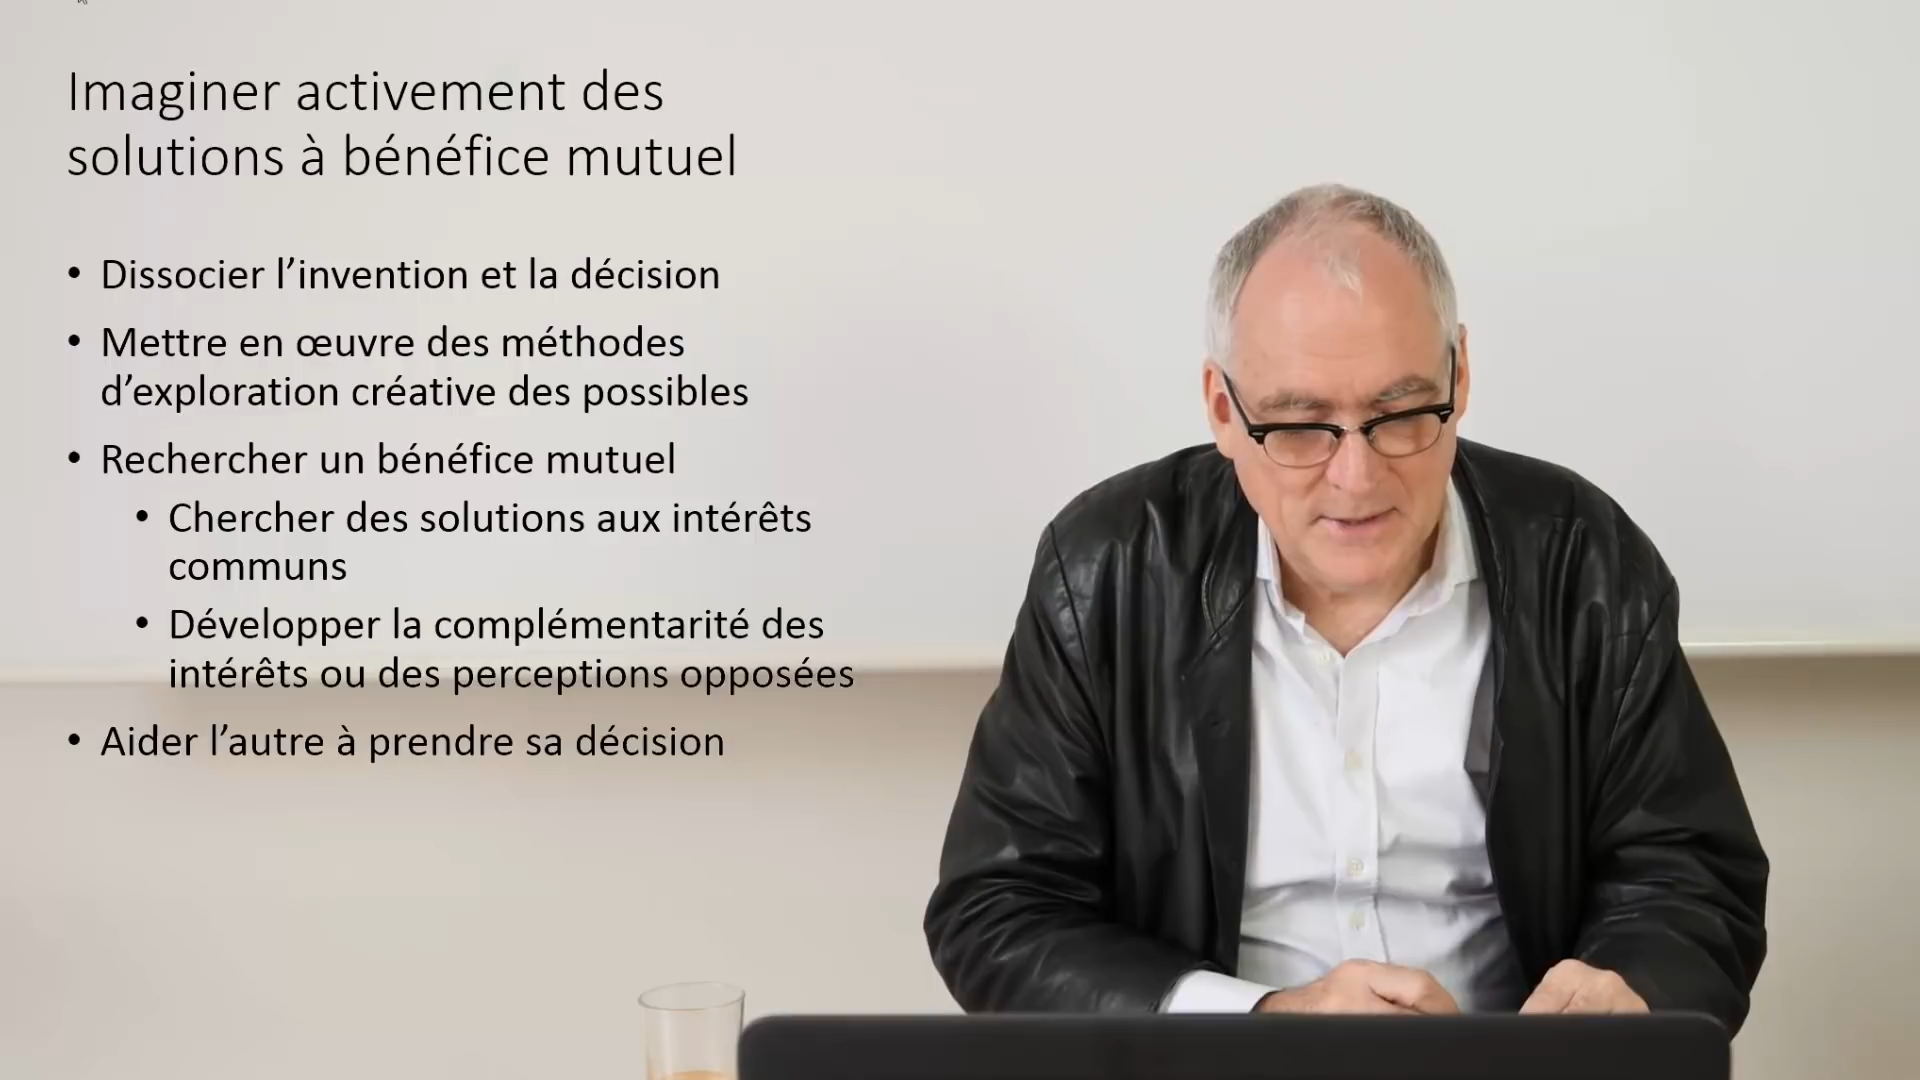 Imaginer activement des
solutions à bénéfice mutuel
• Dissocier l’invention et la décision
• Mettre en œuvre des méthodes
d’exploration créative des possibles
• Rechercher un bénéfice mutuel
• Chercher des solutions aux intérêts
communs
• Développer la complémentarité des
intérêts ou des perceptions opposées
• Aider l’autre à prendre sa décision